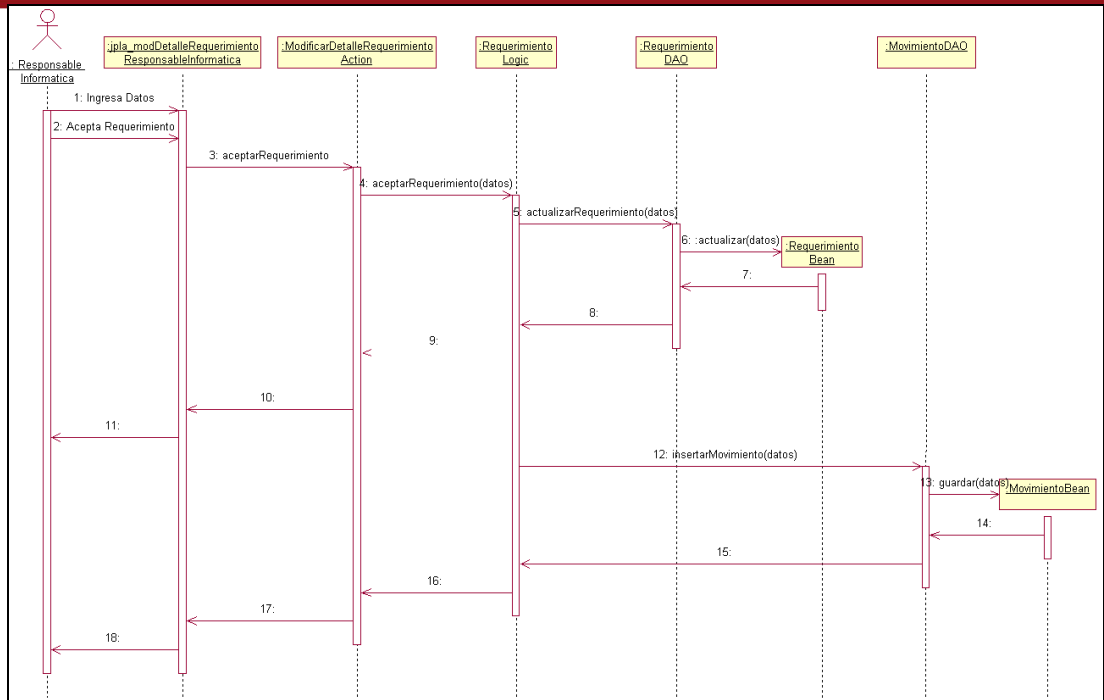 : Responsable
Informatica
:jpla_modDetalleRequerimiento
ResponsableInformatica
:ModificarDetalleRequerimiento
Action
:Requerimiento
Logic
:Requerimiento
DAO
:MovimientoDAO
1: Ingresa Datos
2: Acepta Requerimiento
3: aceptarRequerimiento
4: aceptarRequerimiento(datos)
5: actualizarRequerimiento(datos)
6: :actualizar(datos)
:Requerimiento
Bean
7:
8:
9:
10:
11:
12: insertarMovimiento(datos)
13: guardar(datos)
:MovimientoBean
14:
15:
16:
17:
18: